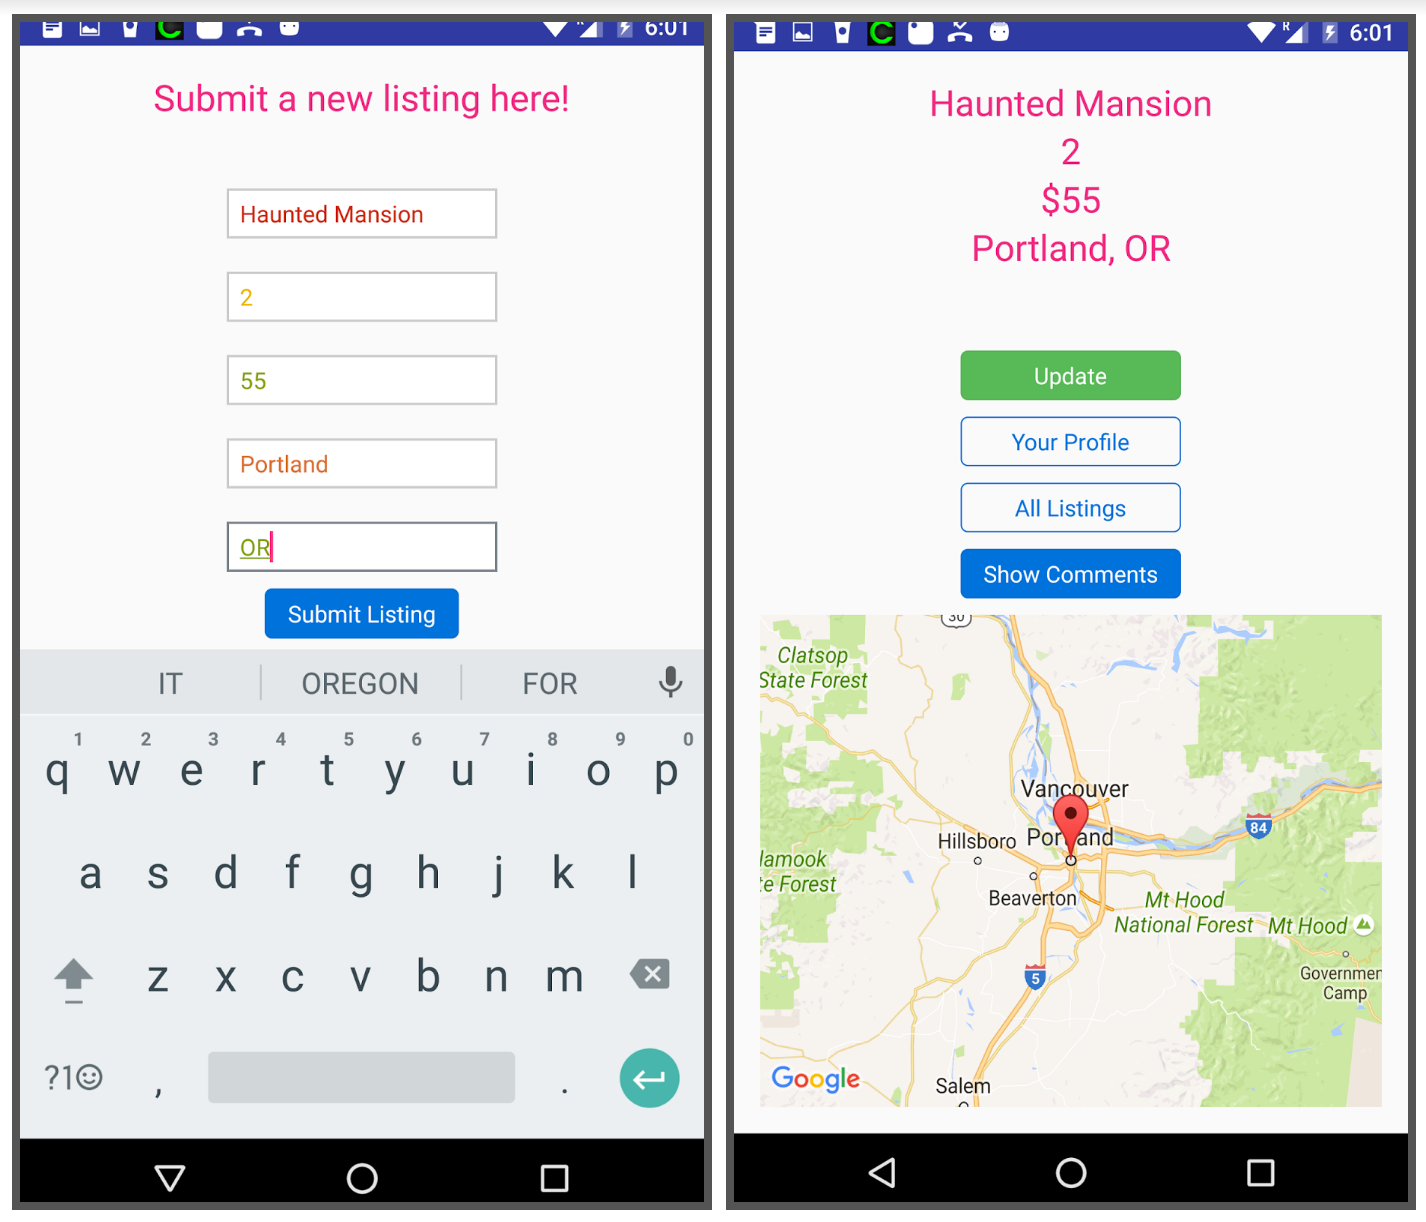 6:01
Submit a new listing here!
Haunted Mansion
2
55
Portland
OR
Submit Listing
IT OREGON FOR
1 2 3 4 5 6 7 8 9 0
q w e r t y u i o p
a s d f g h j k l
z x c v b n m
?1☺ , .
R 6:01
Haunted Mansion
2
$55
Portland, OR
Update
Your Profile
All Listings
Show Comments
30
Clatsop
State Forest
Vancouver
84
Hillsboro Portland
lamook
te Forest
Beaverton
Mt Hood
National Forest
Mt Hood
5
Governmen
Camp
Google
Salem